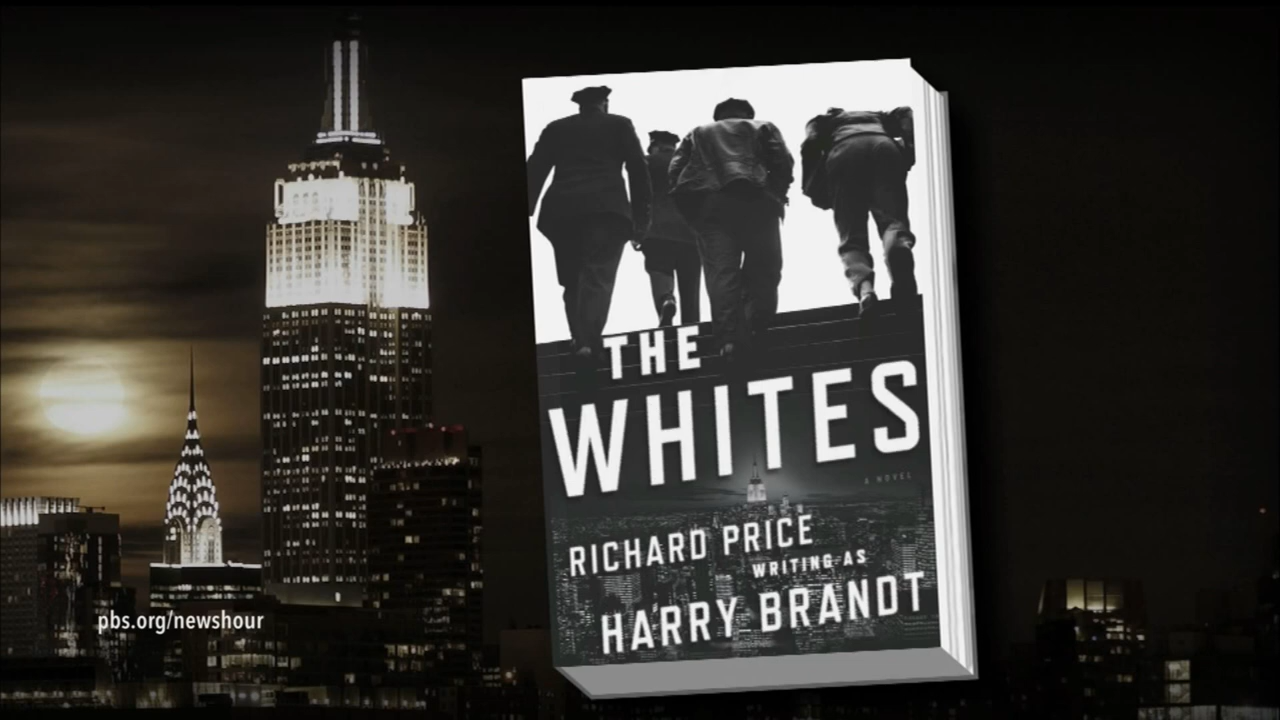 THE
WHITES
A NOVEL
RICHARD PRICE
WRITING AS
HARRY BRANDT
pbs.org/newshour